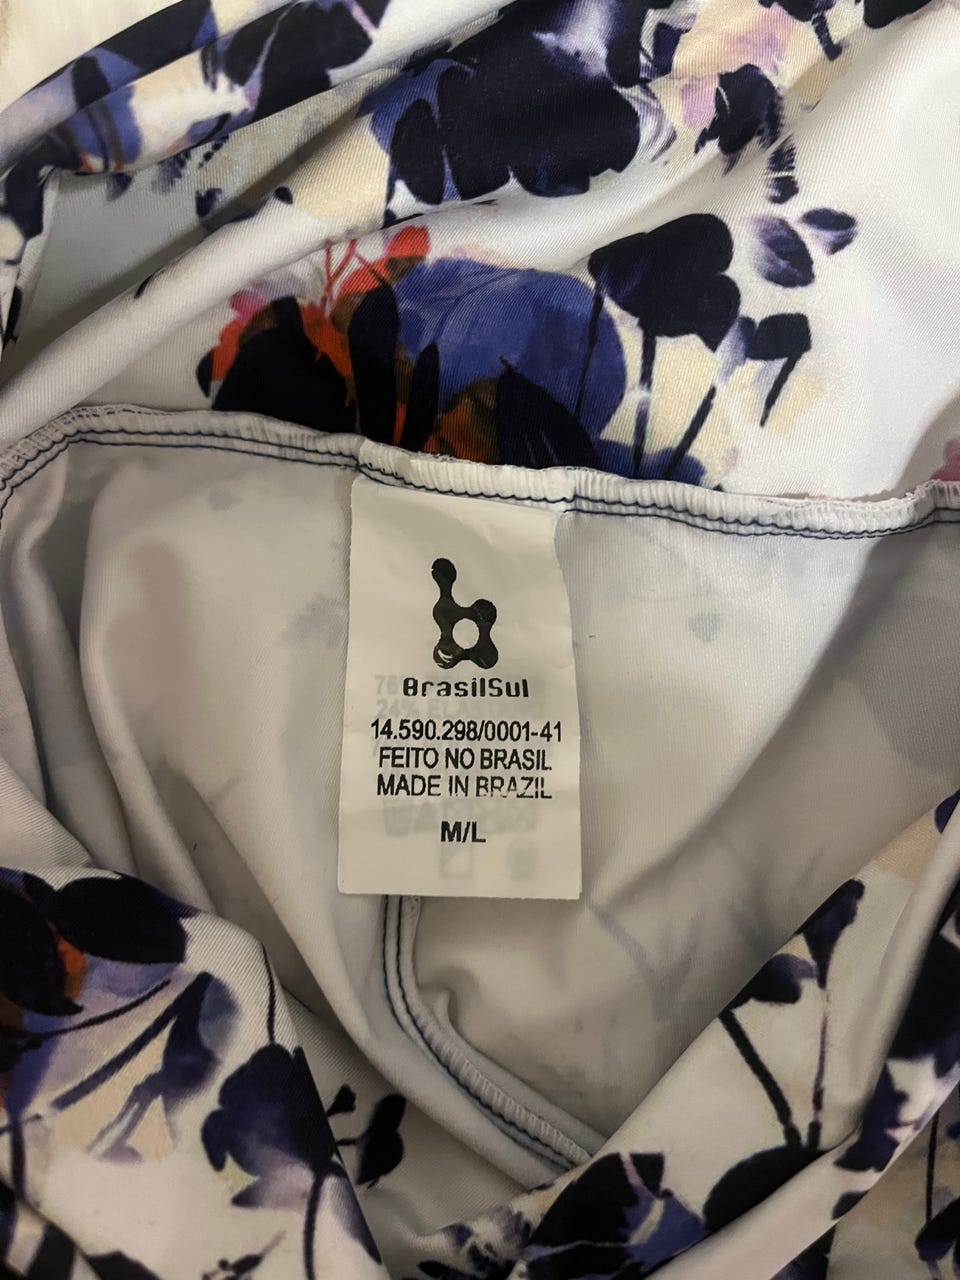 BrasilSul
14.590.298/0001-41
FEITO NO BRASIL
MADE IN BRAZIL
M/L